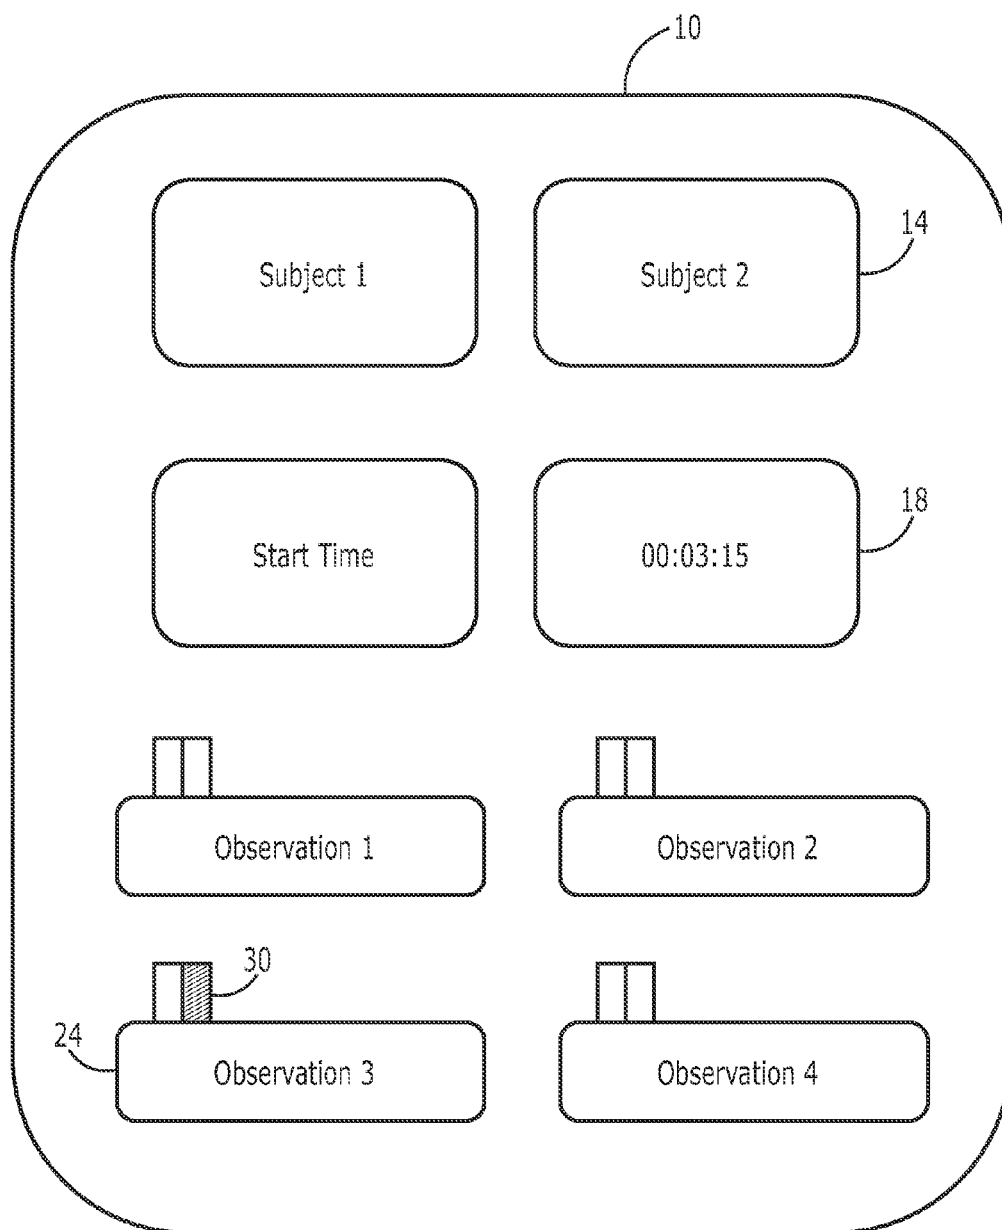 10
Subject 1
Subject 2
14
Start Time
00:03:15
18
Observation 1
Observation 2
30
24
Observation 3
Observation 4